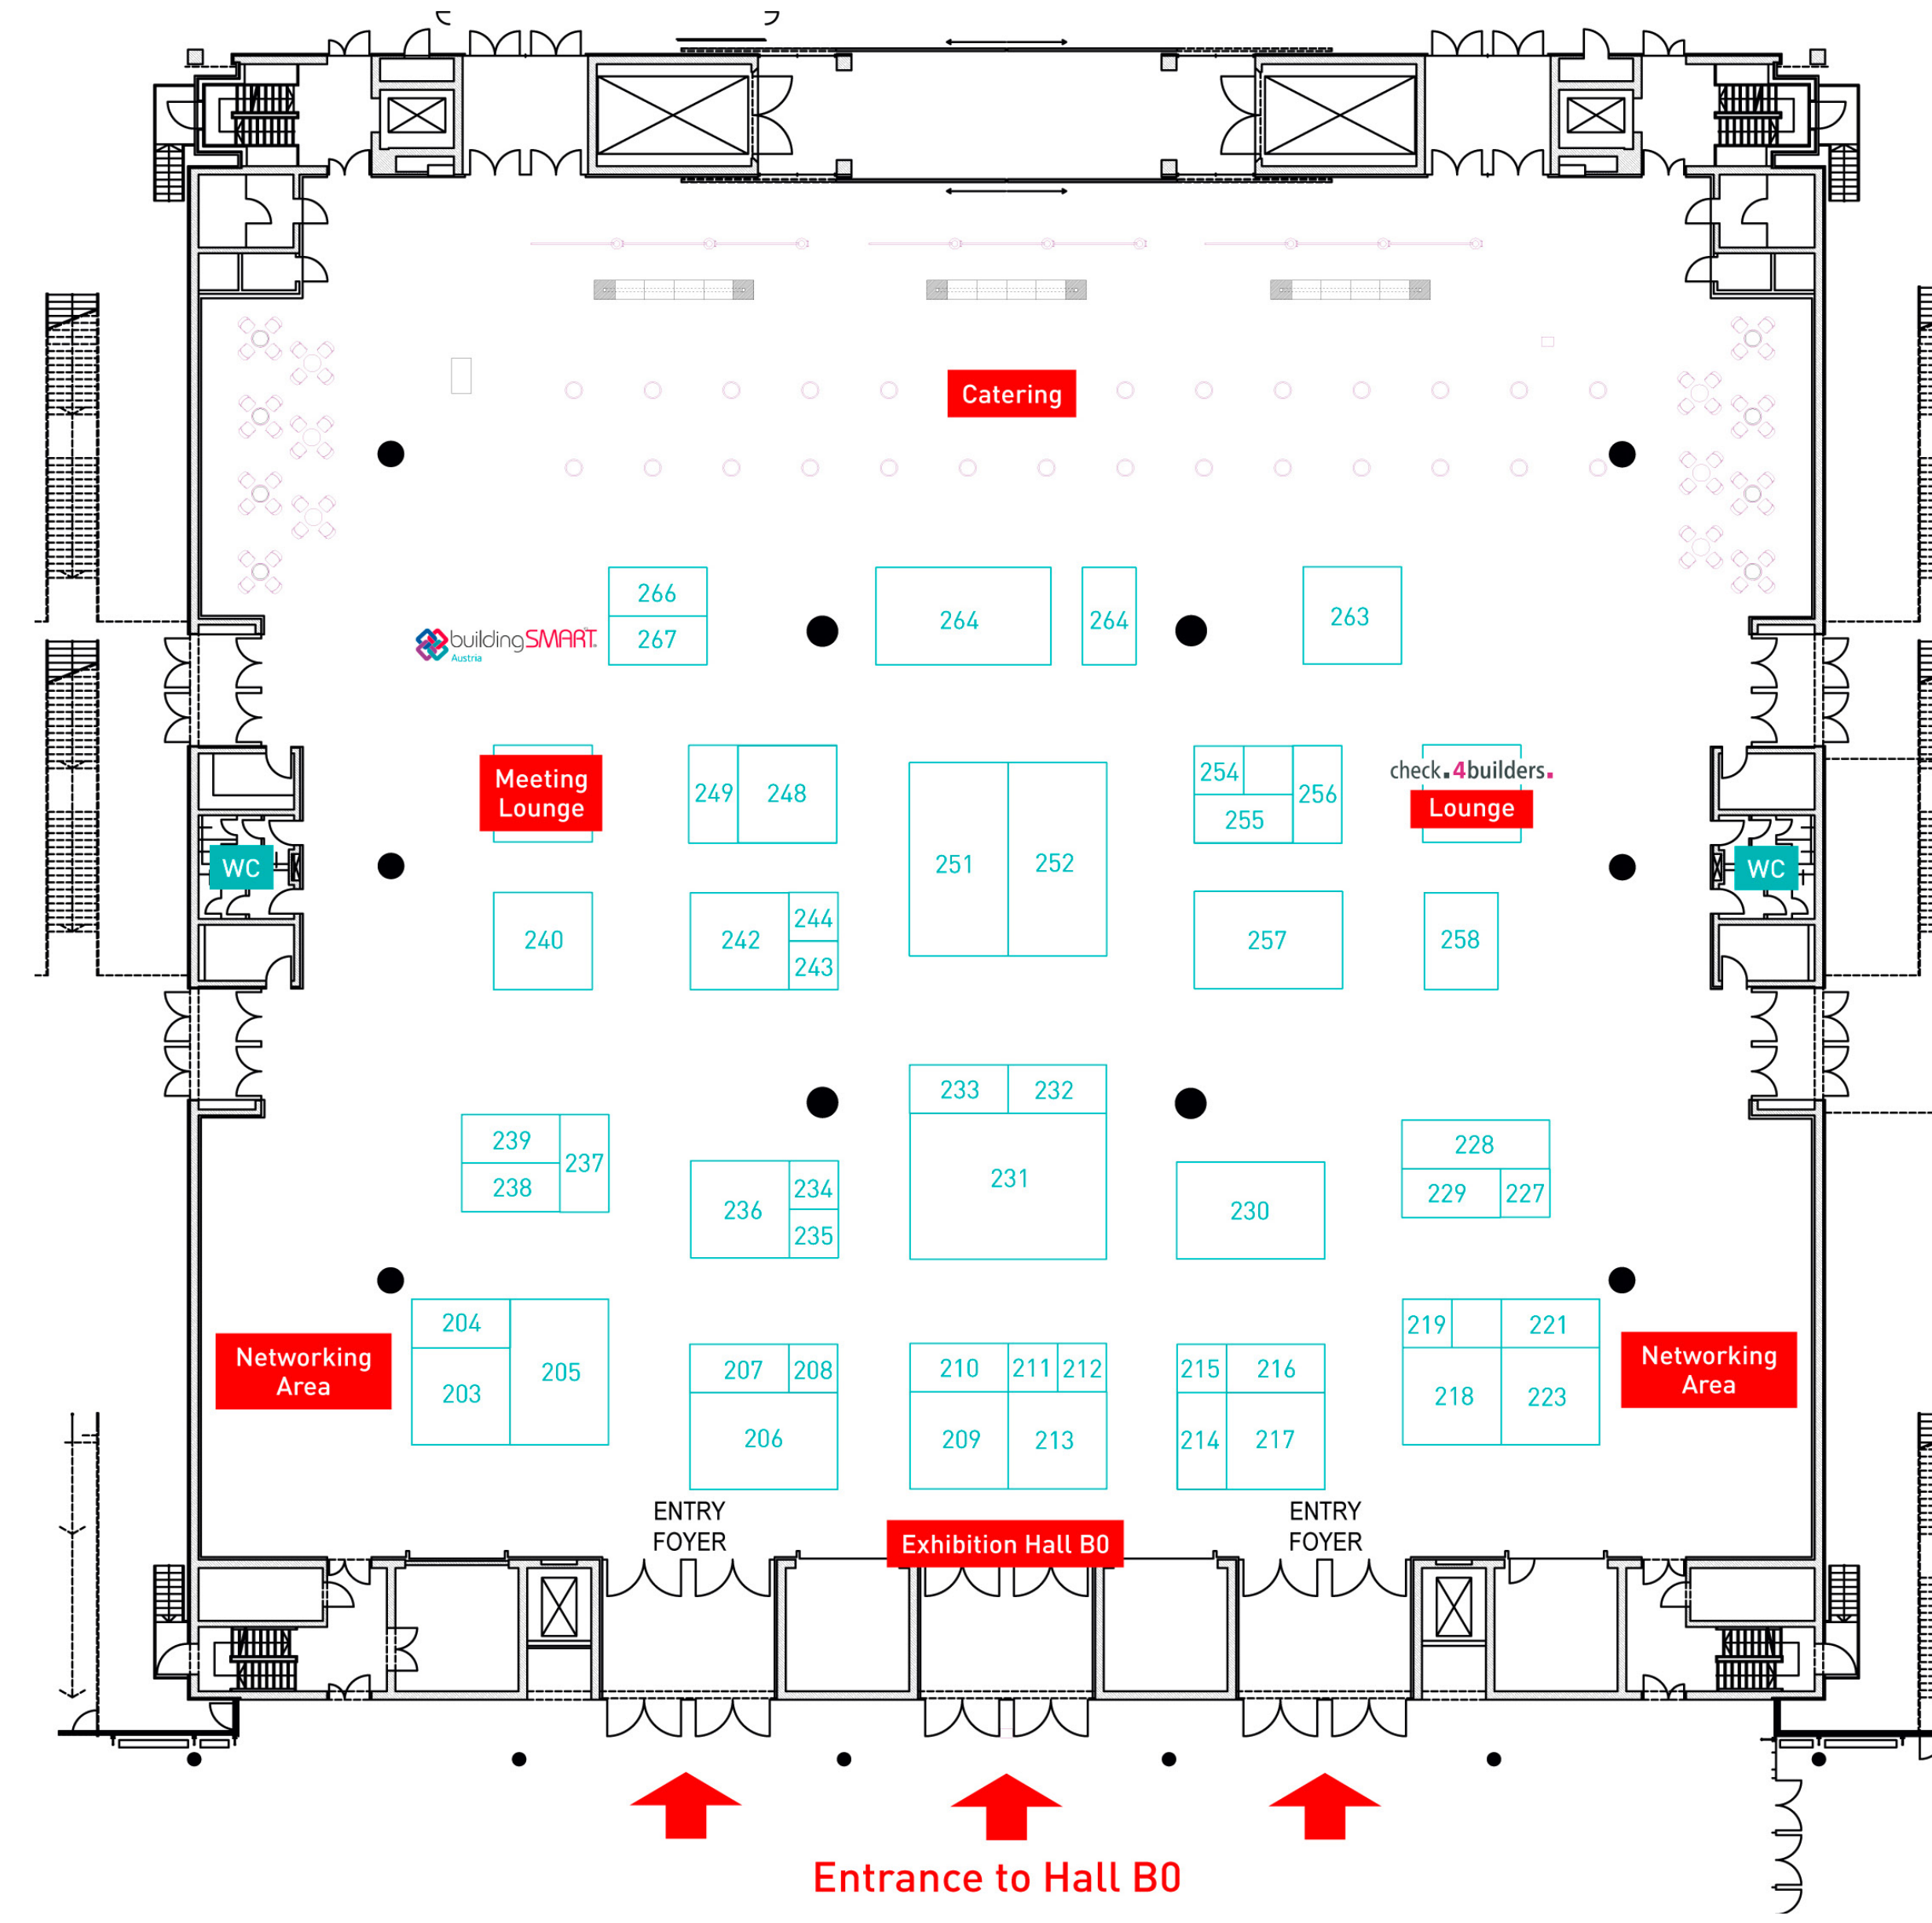 Catering
266
267
264
264
263
buildingSMART
Austria
Meeting
Lounge
249
248
251
252
254
255
256
check.4builders.
Lounge
WC
WC
240
242
244
243
257
258
233
232
231
239
238
237
236
234
235
230
228
229
227
204
203
205
207
208
206
210
211
212
209
213
215
216
214
217
219
221
218
223
Networking
Area
Networking
Area
ENTRY
FOYER
Exhibition Hall B0
ENTRY
FOYER
Entrance to Hall B0